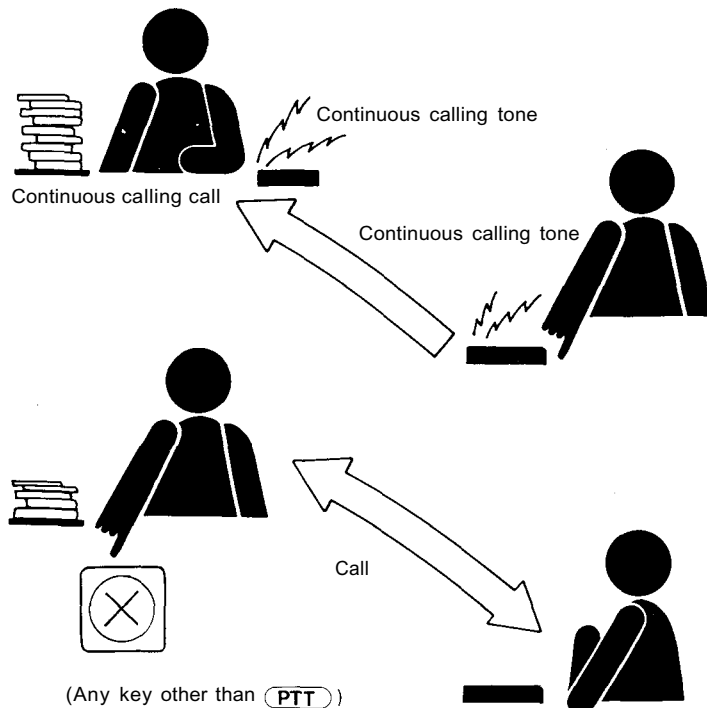 Continuous calling tone
Continuous calling call
Continuous calling tone
Call
(Any key other than PTT )